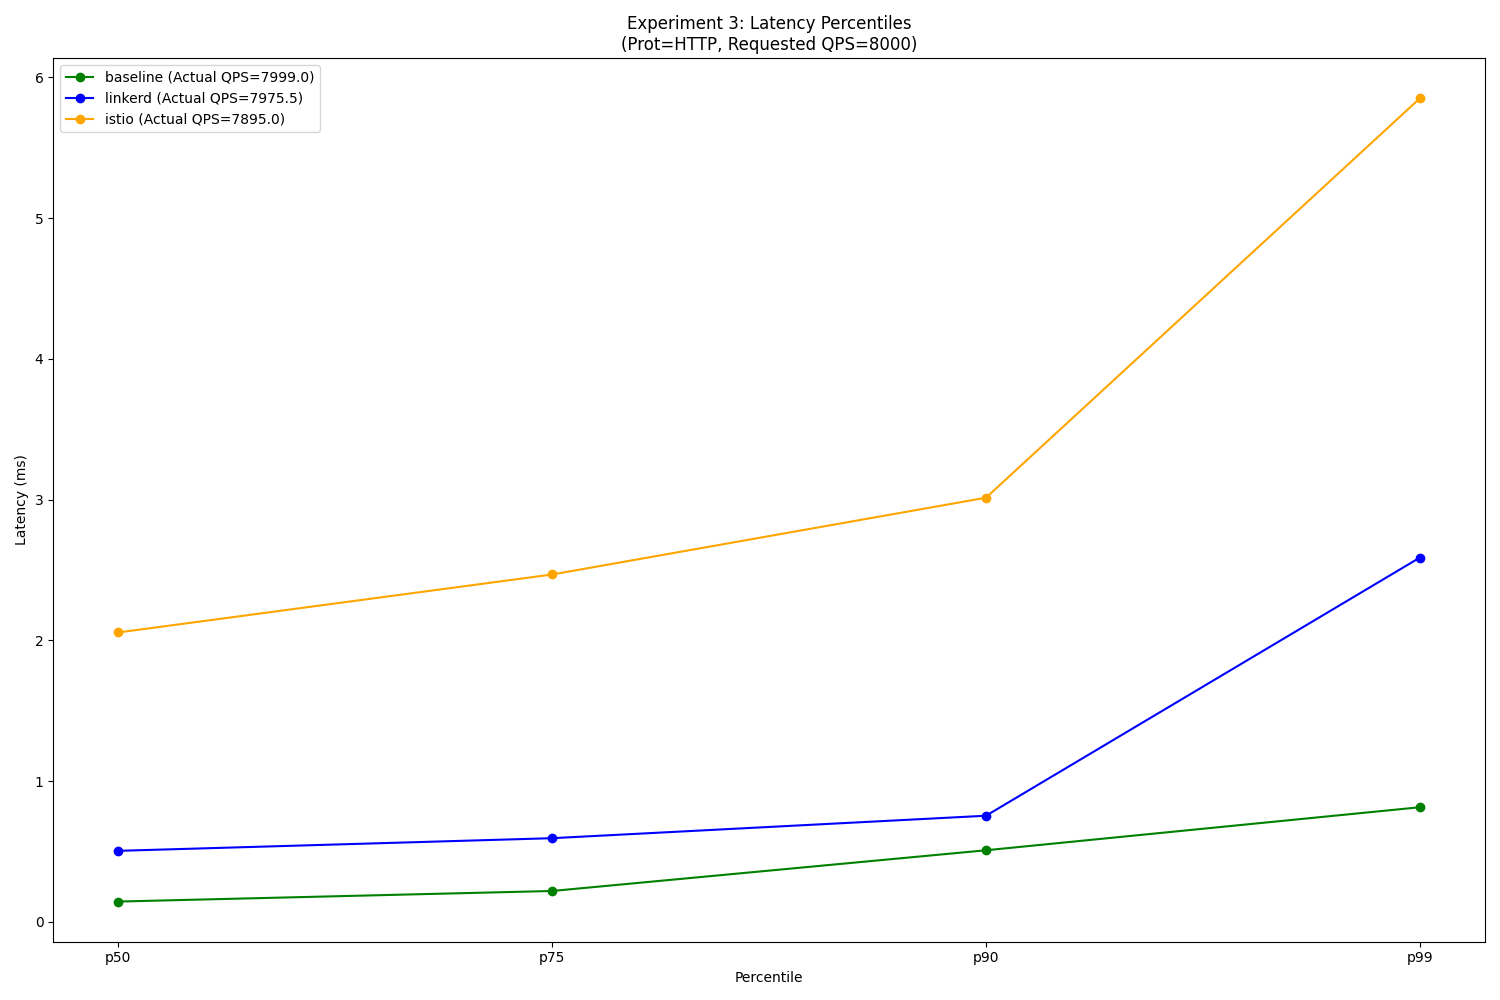 Experiment 3: Latency Percentiles
(Prot=HTTP, Requested QPS=8000)
baseline (Actual QPS=7999.0)
linkerd (Actual QPS=7975.5)
istio (Actual QPS=7895.0)
6
5
4
3
2
1
0
Latency (ms)
p50 p75 p90 p99
Percentile